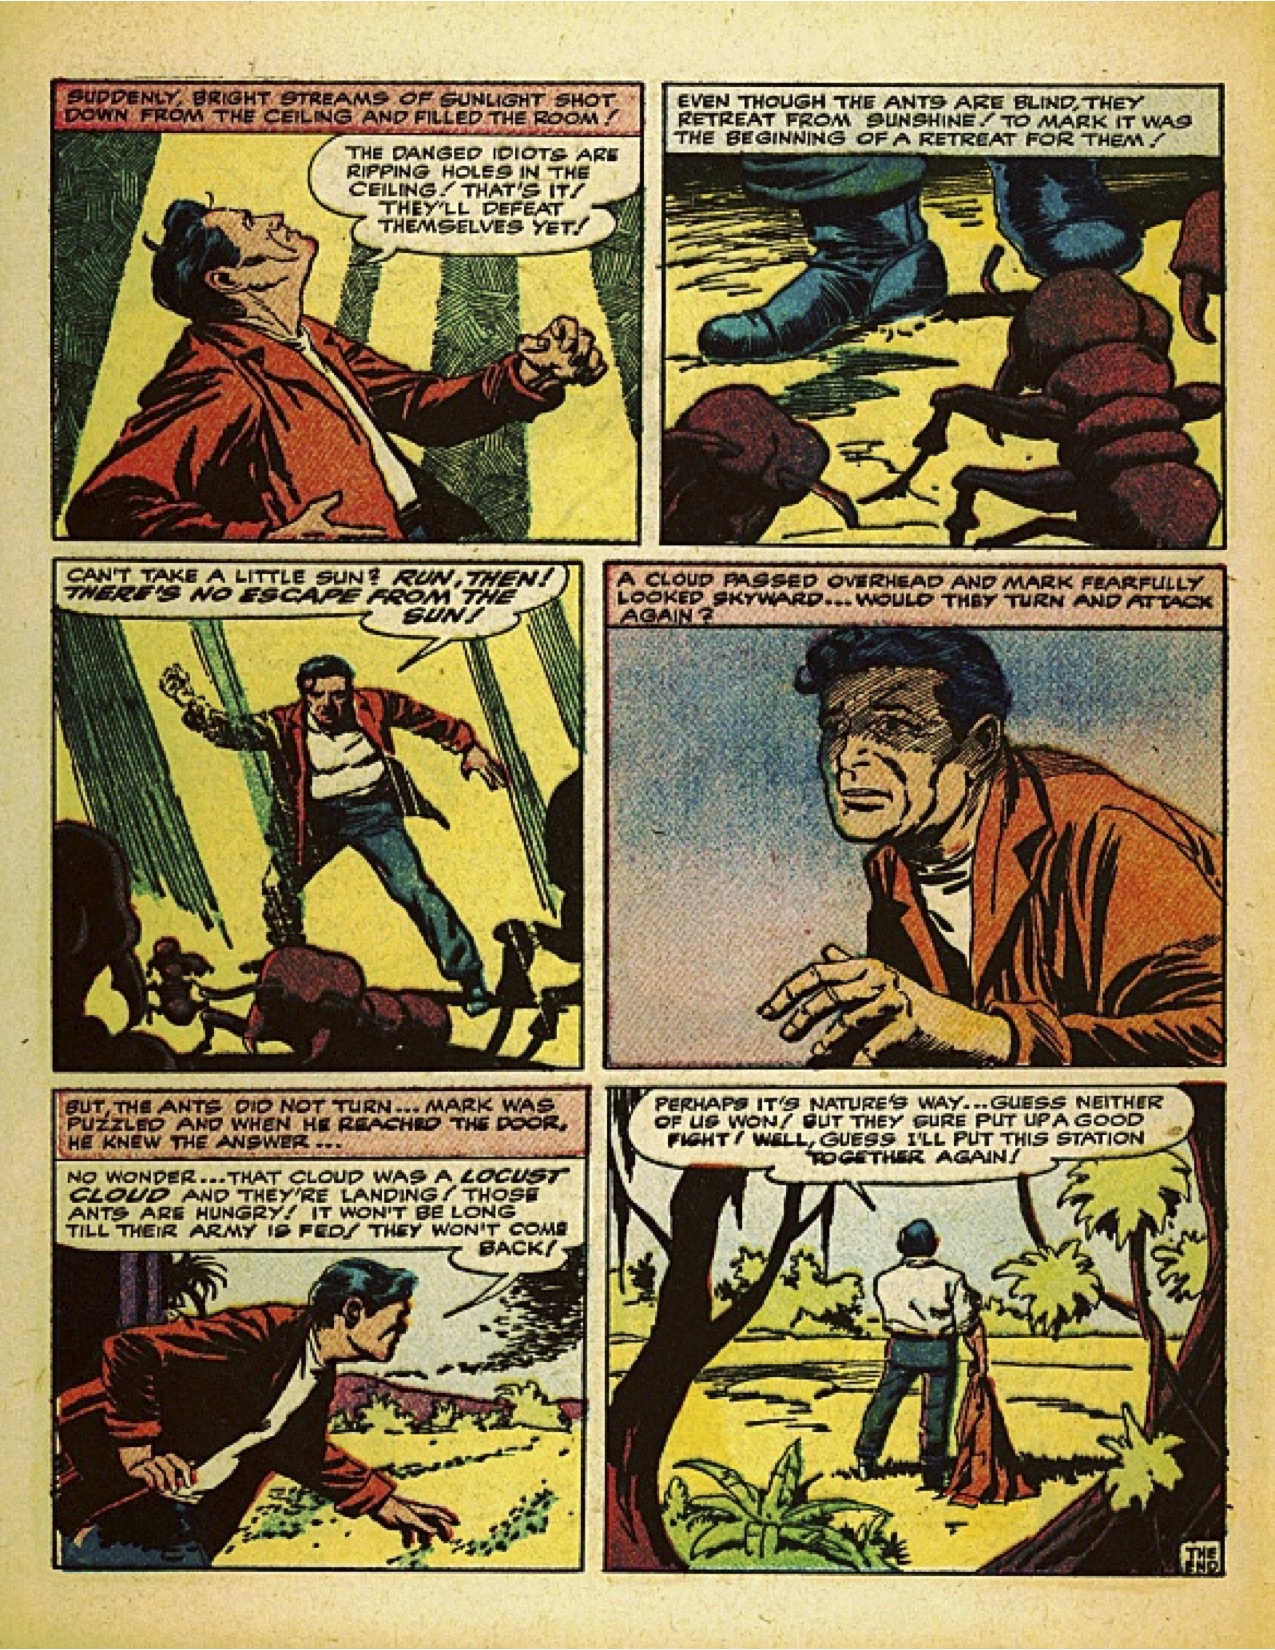 SUDDENLY, BRIGHT STREAMS OF SUNLIGHT SHOT
DOWN FROM THE CEILING AND FILLED THE ROOM!
THE DANGED IDIOTS ARE
RIPPING HOLES IN THE
CEILING! THAT'S IT!
THEY'LL DEFEAT
THEMSELVES YET!
EVEN THOUGH THE ANTS ARE BLIND, THEY
RETREAT FROM SUNSHINE! TO MARK IT WAS
THE BEGINNING OF A RETREAT FOR THEM!
CAN'T TAKE A LITTLE SUN? RUN, THEN!
THERE'S NO ESCAPE FROM THE
SUN!
A CLOUD PASSED OVERHEAD AND MARK FEARFULLY
LOOKED SKYWARD... WOULD THEY TURN AND ATTACK
AGAIN?
BUT, THE ANTS DID NOT TURN... MARK WAS
PUZZLED AND WHEN HE REACHED THE DOOR,
HE KNEW THE ANSWER...
NO WONDER... THAT CLOUD WAS A LOCUST
CLOUD AND THEY'RE LANDING! THOSE
ANTS ARE HUNGRY! IT WON'T BE LONG
TILL THEIR ARMY IS FED! THEY WON'T COME
BACK!
PERHAPS IT'S NATURE'S WAY... GUESS NEITHER
OF US WON! BUT THEY SURE PUT UP A GOOD
FIGHT! WELL, GUESS I'LL PUT THIS STATION
TOGETHER AGAIN!
THE
END